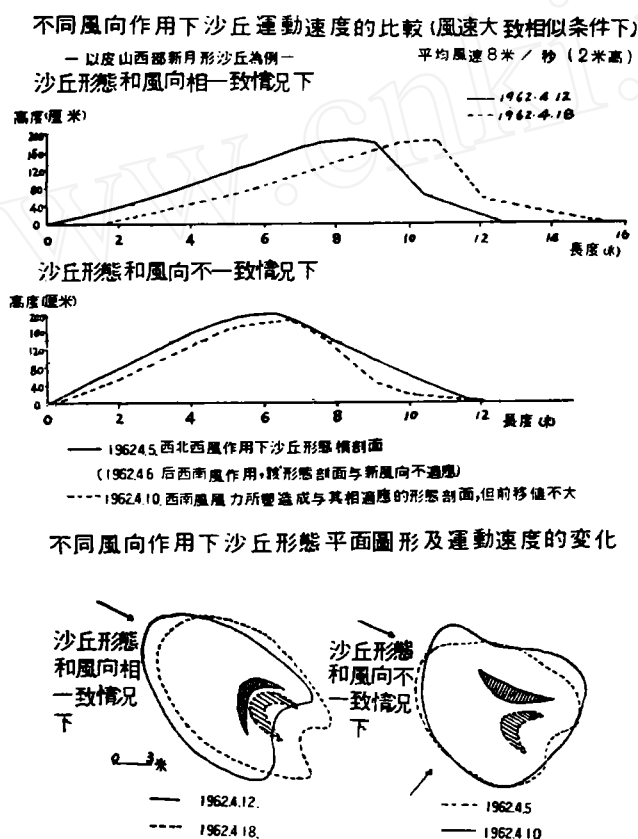 不同風向作用下沙丘運動速度的比較(風速大致相似条件下)
— 以皮山西部新月形沙丘為例 —
平均風速8米／秒（2米高）
沙丘形態和風向相一致情况下
高度(厘米)
—— 1962.4.12
---- 1962.4.18
200
160
120
80
40
0 2 4 6 8 10 12 14 16
長度(米)
沙丘形態和風向不一致情况下
高度(厘米)
200
160
120
80
40
0 2 4 6 8 10 12
長度(米)
—— 1962.4.5.西北西風作用下沙丘形態橫剖面
(1962.4.6 后西南風作用,該形態剖面与新風向不適應)
---- 1962.4.10.西南風風力所塑造成与其相適應的形態剖面,但前移値不大
不同風向作用下沙丘形態平面圖形及運動速度的変化
沙丘形態
和風向相
一致情况
下
0 3米
—— 1962.4.12.
---- 1962.4.18.
沙丘形態
和風向不
一致情况
下
---- 1962.4.5
—— 1962.4.10
www.cnki.